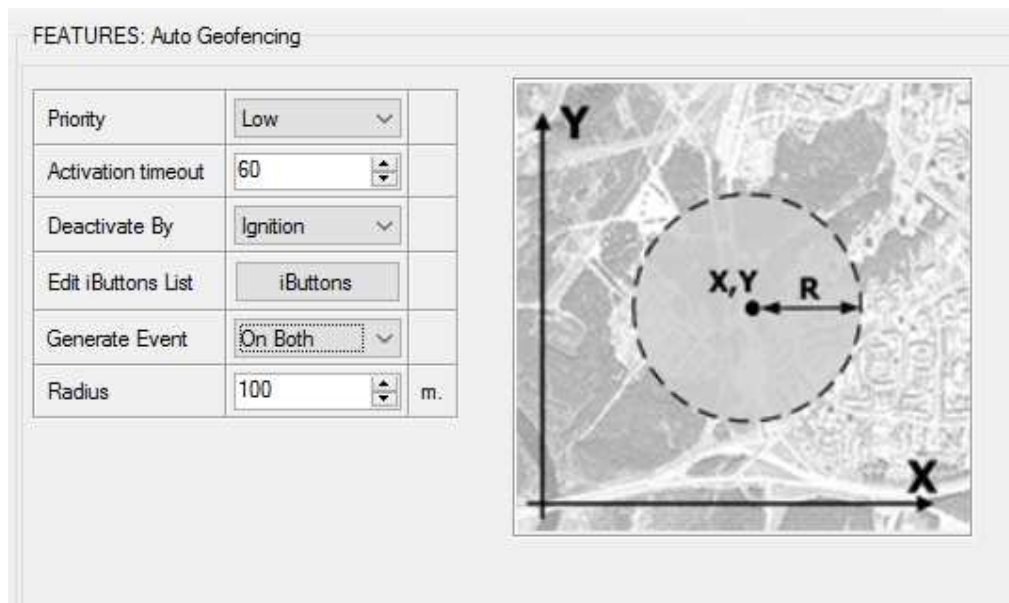 FEATURES: Auto Geofencing
Priority Low
Activation timeout 60
Deactivate By Ignition
Edit iButtons List iButtons
Generate Event On Both
Radius 100 m.
Y
X,Y R
X